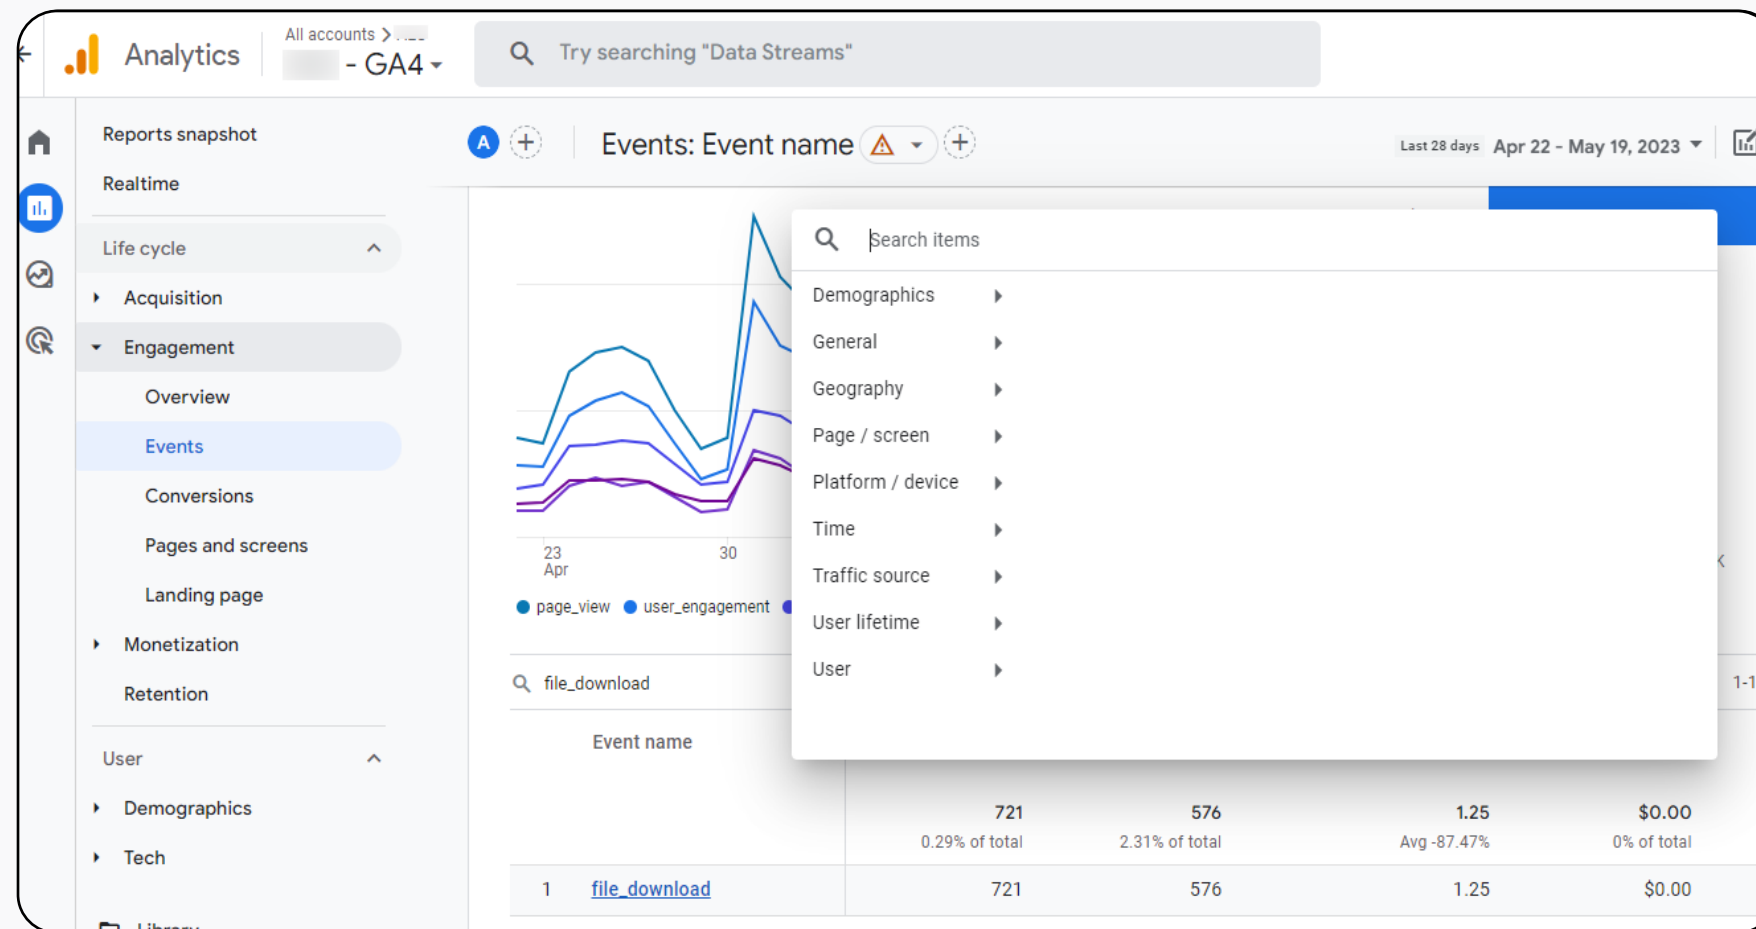 Analytics
All accounts
- GA4
Try searching "Data Streams"
Reports snapshot
Realtime
Life cycle
Acquisition
Engagement
Overview
Events
Conversions
Pages and screens
Landing page
Monetization
Retention
User
Demographics
Tech
Library
A
Events: Event name
Last 28 days Apr 22 - May 19, 2023
Search items
Demographics
General
Geography
Page / screen
Platform / device
Time
Traffic source
User lifetime
User
23
Apr
30
page_view user_engagement
file_download
1-1
Event name
721 576 1.25 $0.00
0.29% of total 2.31% of total Avg -87.47% 0% of total
1 file_download 721 576 1.25 $0.00